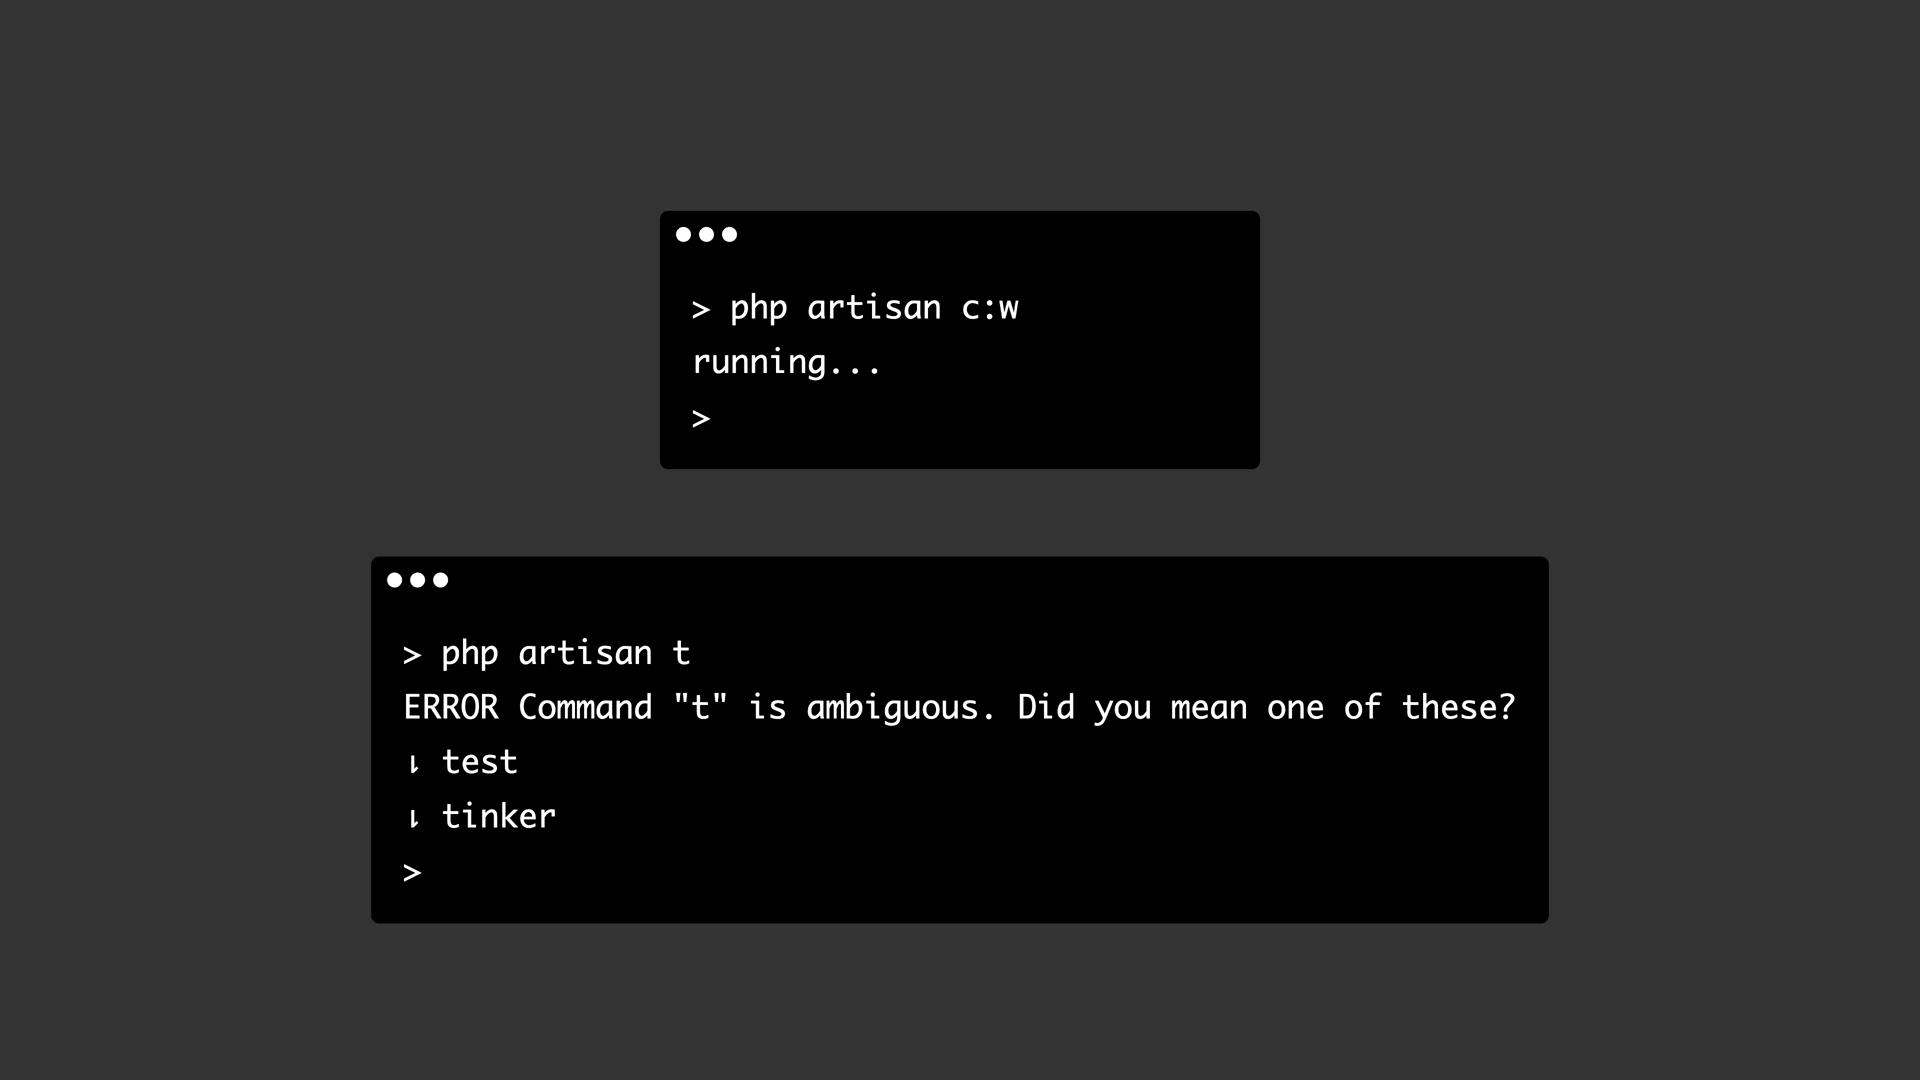 > php artisan c:w
running...
>
> php artisan t
ERROR Command "t" is ambiguous. Did you mean one of these?
⇂ test
⇂ tinker
>